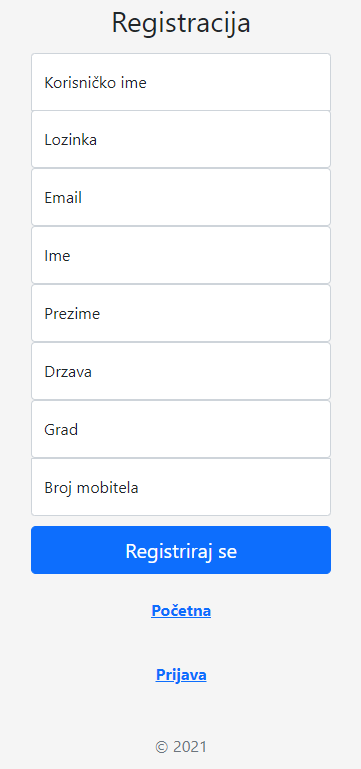 Registracija
Korisničko ime
Lozinka
Email
Ime
Prezime
Drzava
Grad
Broj mobitela
Registriraj se
Početna
Prijava
© 2021